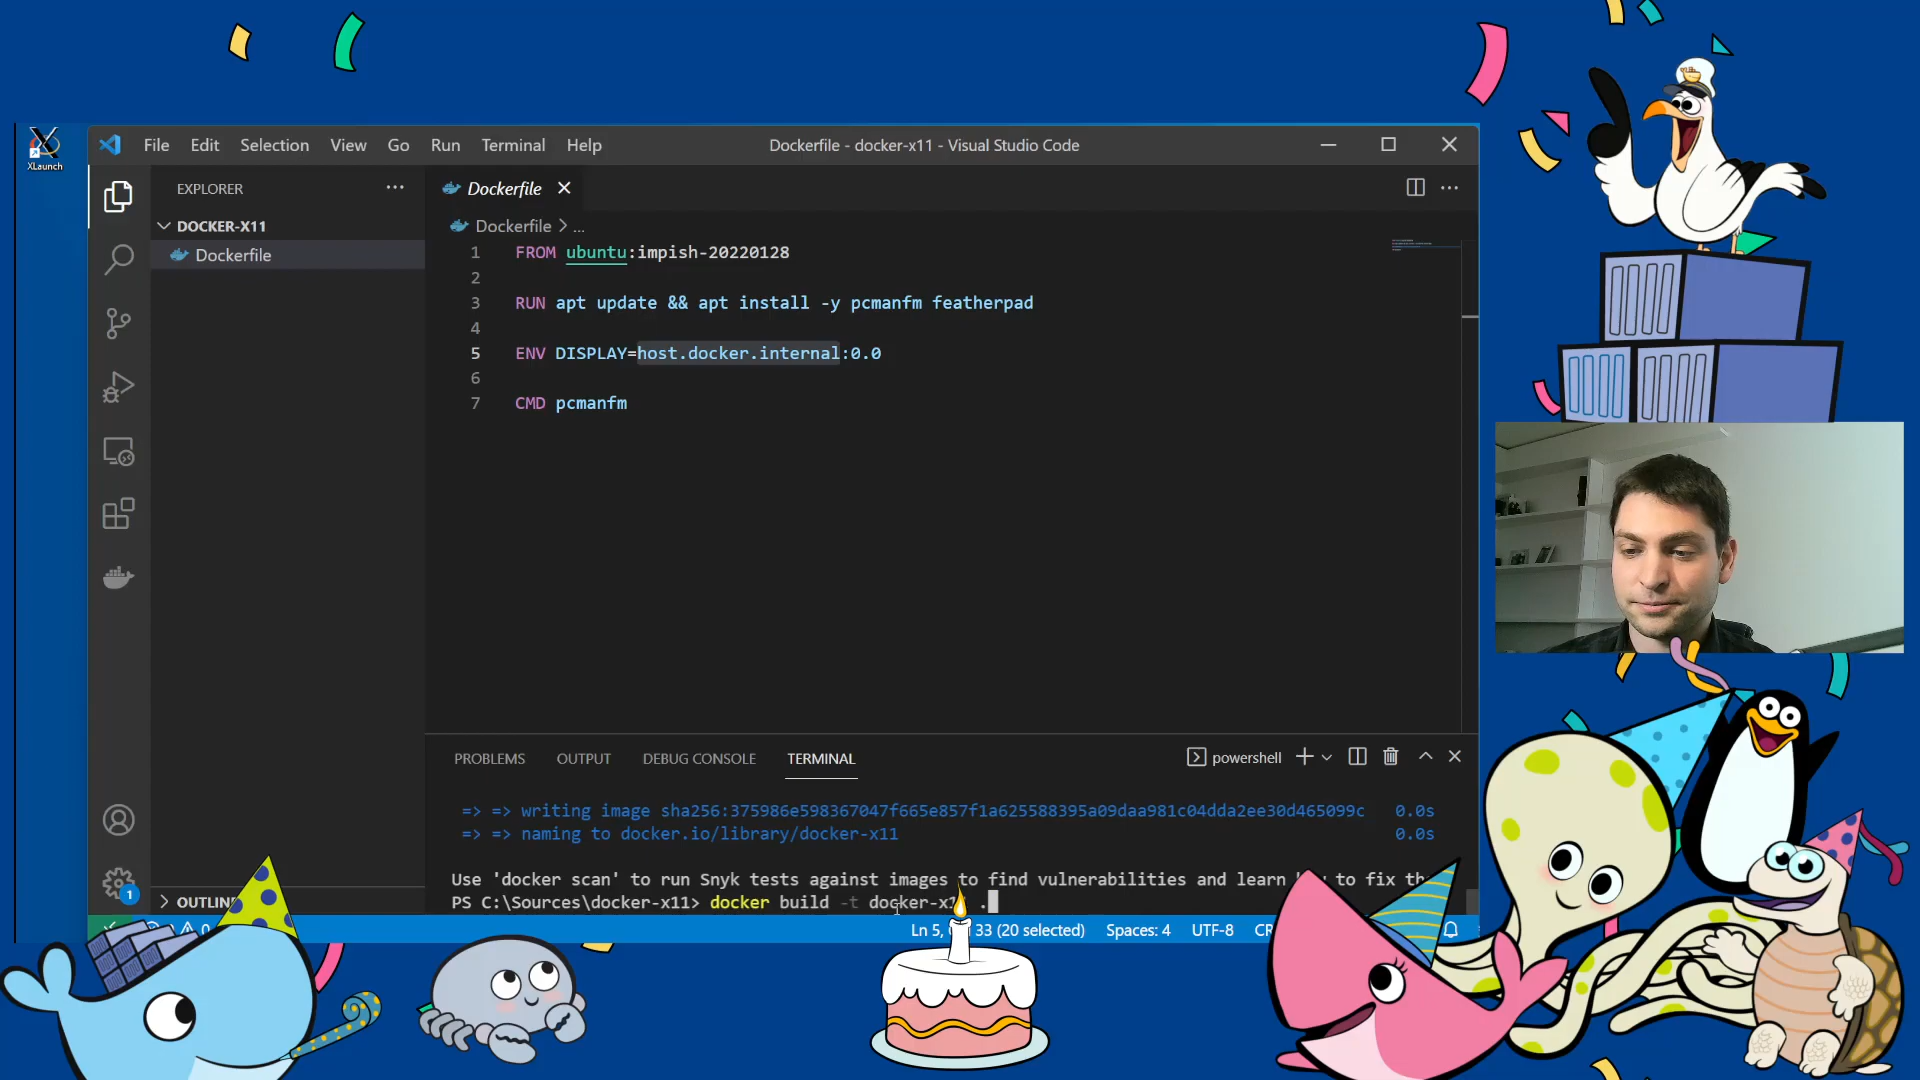 XLaunch
File Edit Selection View Go Run Terminal Help
Dockerfile - docker-x11 - Visual Studio Code
EXPLORER
DOCKER-X11
Dockerfile
Dockerfile
Dockerfile > ...
1 FROM ubuntu:impish-20220128
2
3 RUN apt update && apt install -y pcmanfm featherpad
4
5 ENV DISPLAY=host.docker.internal:0.0
6
7 CMD pcmanfm
PROBLEMS OUTPUT DEBUG CONSOLE TERMINAL
powershell
=> => writing image sha256:375986e598367047f665e857f1a625588395a09daa981c04dda2ee30d465099c 0.0s
=> => naming to docker.io/library/docker-x11 0.0s
Use 'docker scan' to run Snyk tests against images to find vulnerabilities and learn to fix
PS C:\Sources\docker-x11> docker build -t docker-x1 .
1
OUTLIN
0
Ln 5, 33 (20 selected) Spaces: 4 UTF-8 CR